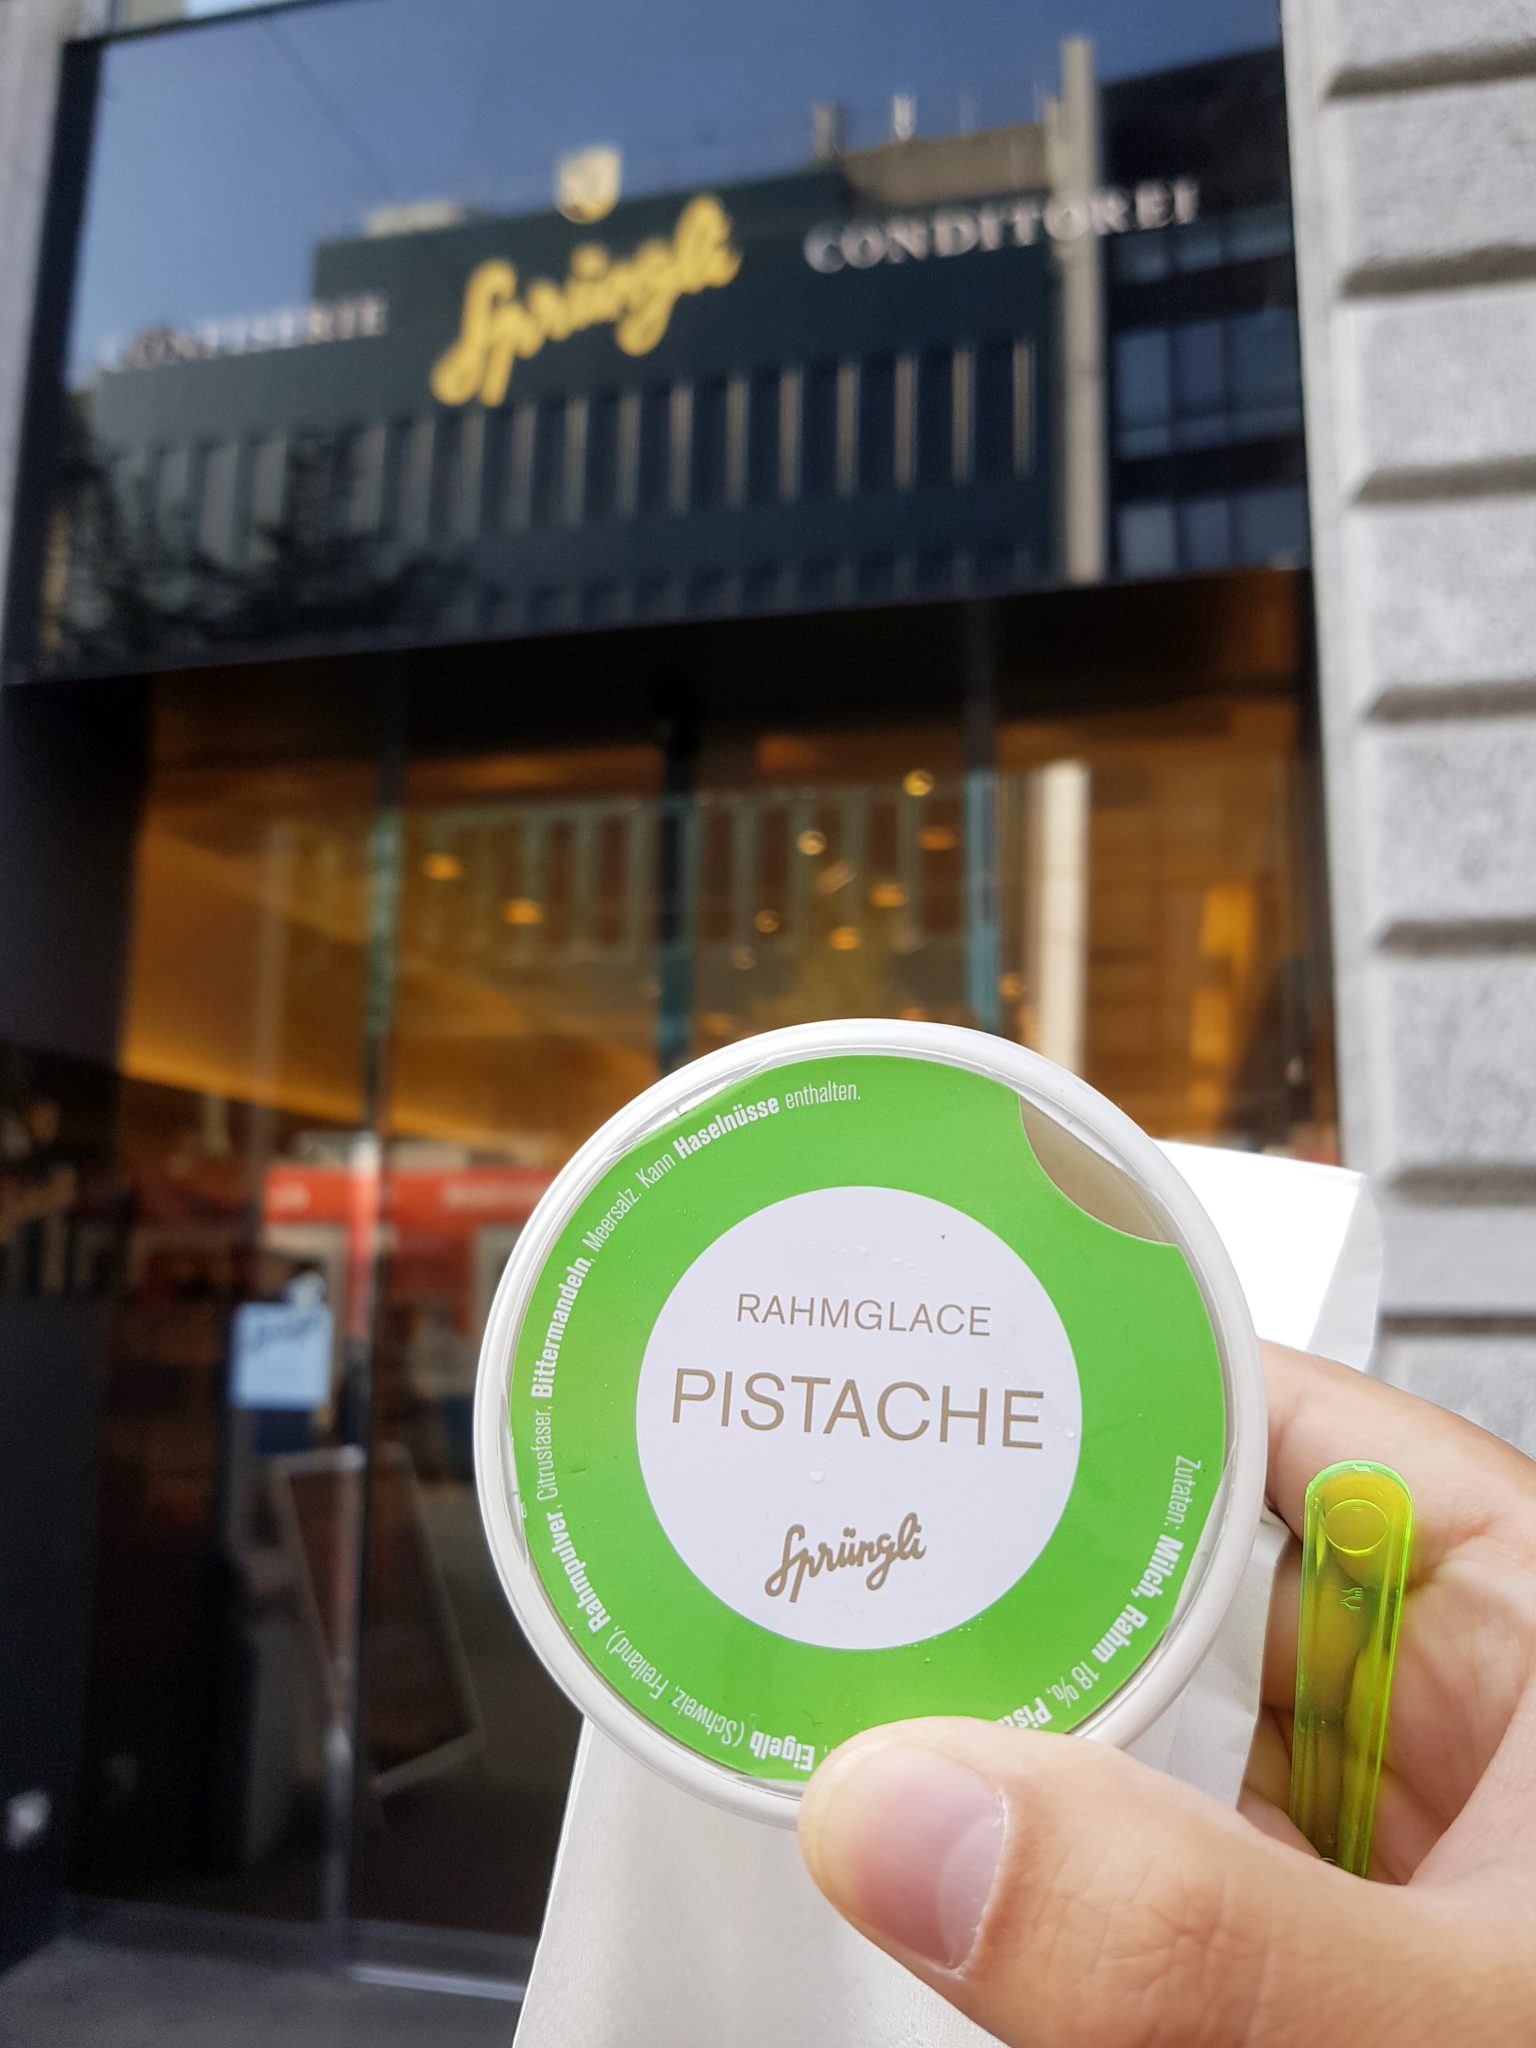 CONFISERIE Sprüngli CONDITOREI
RAHMGLACE
PISTACHE
Sprüngli
Zutaten: Milch, Rahm 18%,
Eigelb (Schweiz, Freiland), Rahmpulver, Citrusfaser, Bittermandeln, Meersalz. Kann Haselnüsse enthalten.